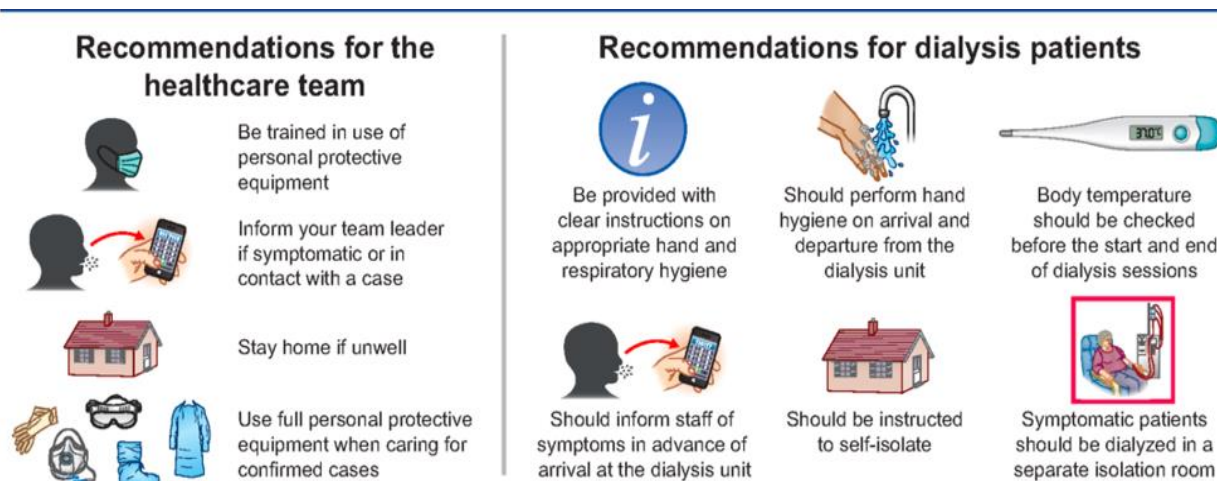 Recommendations for the
healthcare team
Be trained in use of
personal protective
equipment
Inform your team leader
if symptomatic or in
contact with a case
Stay home if unwell
Use full personal protective
equipment when caring for
confirmed cases
Recommendations for dialysis patients
i
Be provided with
clear instructions on
appropriate hand and
respiratory hygiene
Should perform hand
hygiene on arrival and
departure from the
dialysis unit
37.0°C
Body temperature
should be checked
before the start and end
of dialysis sessions
Should inform staff of
symptoms in advance of
arrival at the dialysis unit
Should be instructed
to self-isolate
Symptomatic patients
should be dialyzed in a
separate isolation room